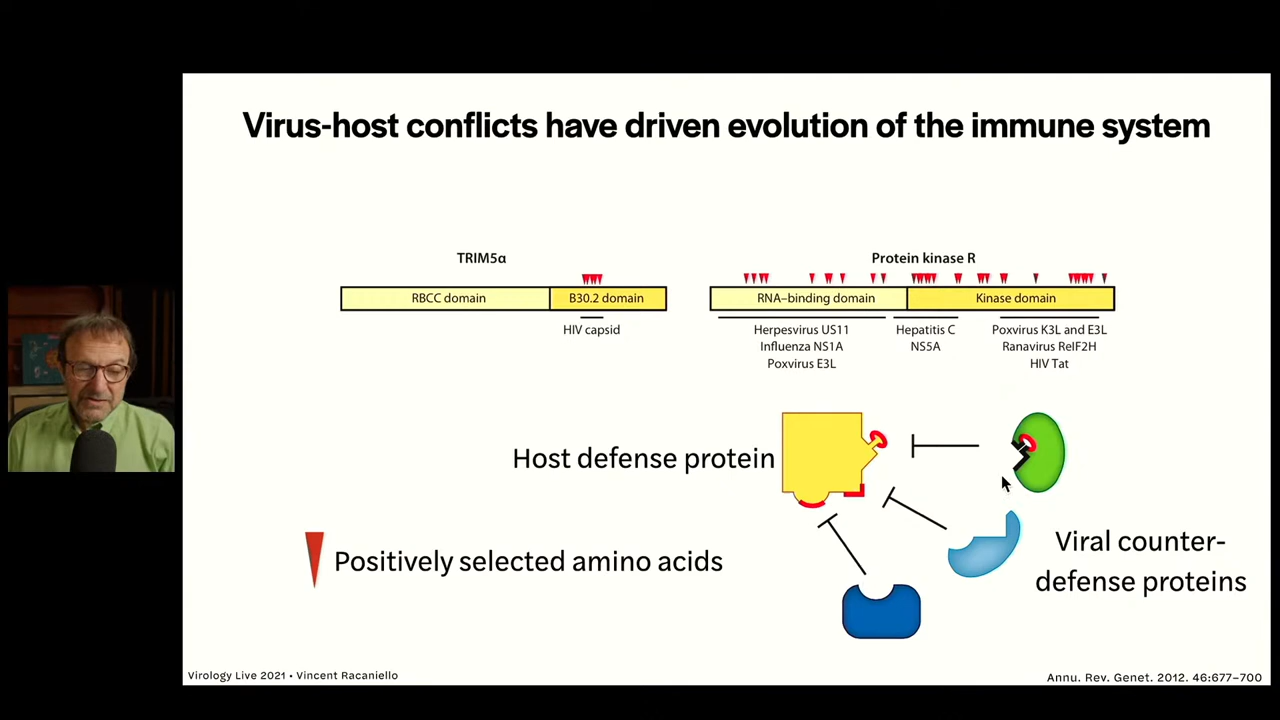 Virus-host conflicts have driven evolution of the immune system
TRIM5α
RBCC domain
B30.2 domain
HIV capsid
Protein kinase R
RNA–binding domain
Kinase domain
Herpesvirus US11
Influenza NS1A
Poxvirus E3L
Hepatitis C
NS5A
Poxvirus K3L and E3L
Ranavirus RelF2H
HIV Tat
Host defense protein
Positively selected amino acids
Viral counter-
defense proteins
Virology Live 2021 • Vincent Racaniello
Annu. Rev. Genet. 2012. 46:677–700